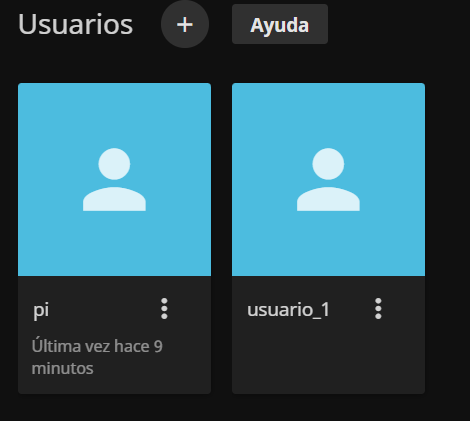 Usuarios + Ayuda
pi
Última vez hace 9
minutos
usuario_1